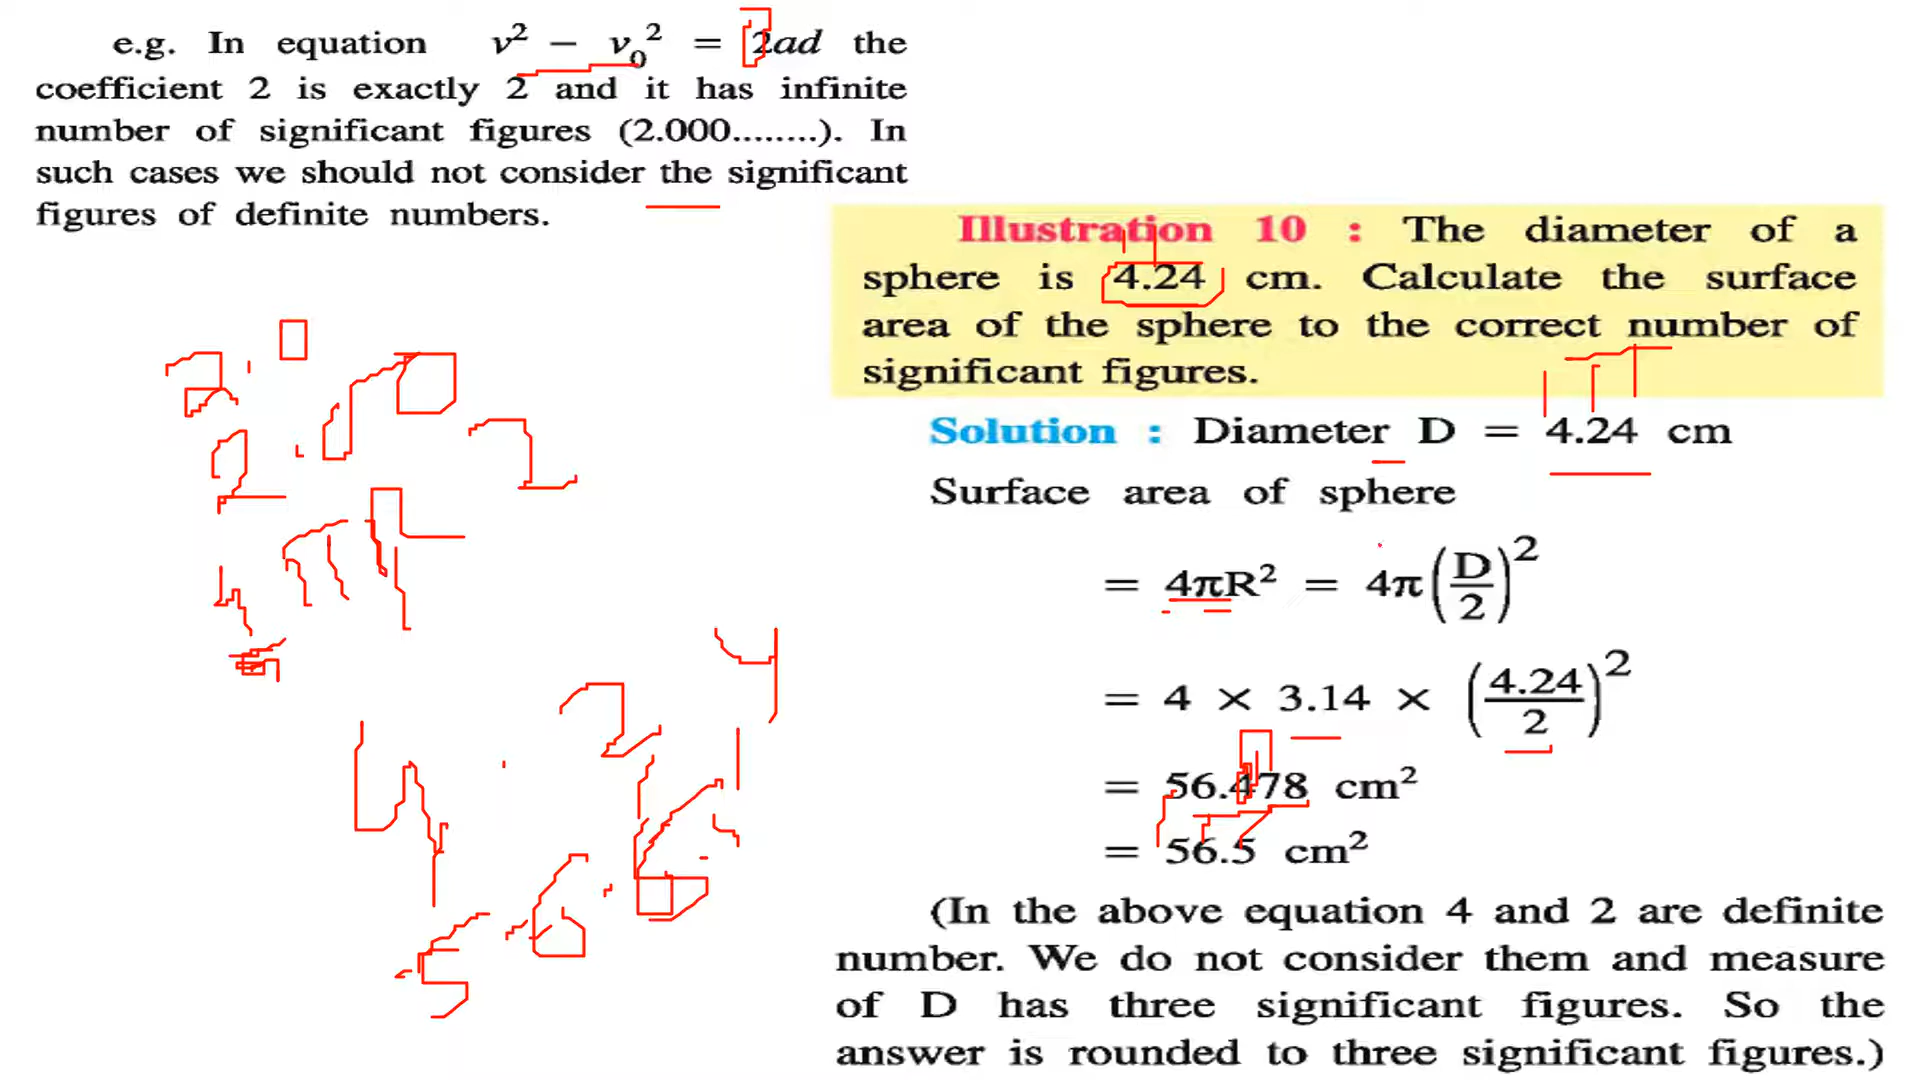 e.g. In equation v² − v₀² = 2ad the
coefficient 2 is exactly 2 and it has infinite
number of significant figures (2.000........). In
such cases we should not consider the significant
figures of definite numbers.
Illustration 10 : The diameter of a
sphere is 4.24 cm. Calculate the surface
area of the sphere to the correct number of
significant figures.
Solution : Diameter D = 4.24 cm
Surface area of sphere
= 4πR² = 4π(D/2)²
= 4 × 3.14 × (4.24/2)²
= 56.478 cm²
= 56.5 cm²
(In the above equation 4 and 2 are definite
number. We do not consider them and measure
of D has three significant figures. So the
answer is rounded to three significant figures.)